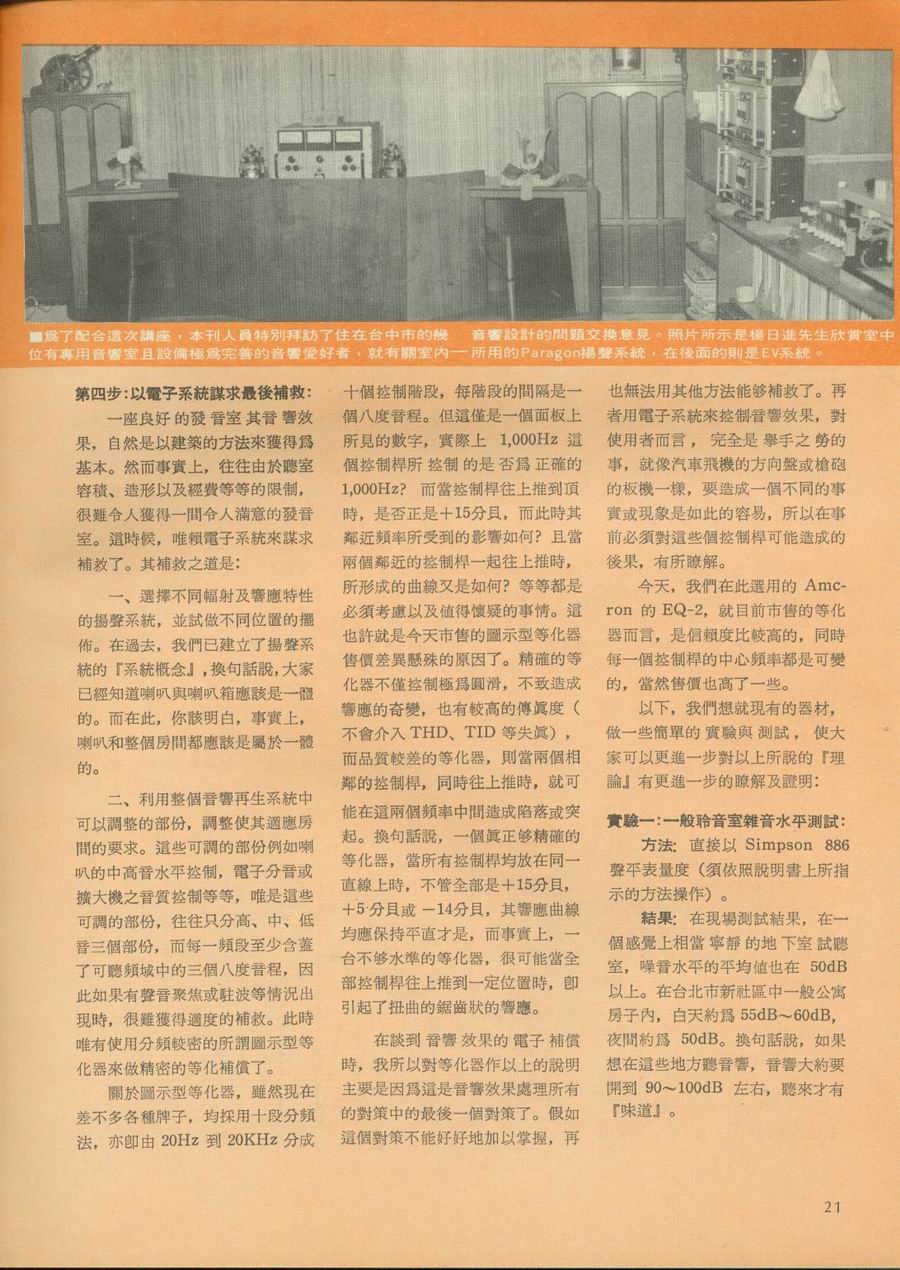 ■爲了配合這次講座，本刊人員特別拜訪了住在台中市的幾
位有專用音響室且設備極爲完善的音響愛好者，就有關室內
音響設計的問題交換意見。照片所示是楊日進先生欣賞室中
所用的Paragon揚聲系統，在後面的則是EV系統。
第四步：以電子系統謀求最後補救：
一座良好的發音室其音響效
果，自然是以建築的方法來獲得爲
基本。然而事實上，往往由於聽室
容積、造形以及經費等等的限制，
很難令人獲得一間令人滿意的發音
室。這時候，唯賴電子系統來謀求
補救了。其補救之道是：
一、選擇不同幅射及響應特性
的揚聲系統，並試做不同位置的擺
佈。在過去，我們已建立了揚聲系
統的『系統槪念』，換句話說，大家
已經知道喇叭與喇叭箱應該是一體
的。而在此，你該明白，事實上，
喇叭和整個房間都應該是屬於一體
的。
二、利用整個音響再生系統中
可以調整的部份，調整使其適應房
間的要求。這些可調的部份例如喇
叭的中高音水平控制，電子分音或
擴大機之音質控制等等，唯是這些
可調的部份，往往只分高、中、低
音三個部份，而每一頻段至少含蓋
了可聽頻域中的三個八度音程，因
此如果有聲音聚焦或駐波等情況出
現時，很難獲得適度的補救。此時
唯有使用分頻較密的所謂圖示型等
化器來做精密的等化補償了。
關於圖示型等化器，雖然現在
差不多各種牌子，均採用十段分頻
法，亦卽由 20Hz 到 20KHz 分成
十個控制階段，每階段的間隔是一
個八度音程。但這僅是一個面板上
所見的數字，實際上 1,000Hz 這
個控制桿所控制的是否爲正確的
1,000Hz? 而當控制桿往上推到頂
時，是否正是＋15分貝，而此時其
鄰近頻率所受到的影響如何？且當
兩個鄰近的控制桿一起往上推時，
所形成的曲線又是如何？等等都是
必須考慮以及値得懷疑的事情。這
也許就是今天市售的圖示型等化器
售價差異懸殊的原因了。精確的等
化器不僅控制極爲圓滑，不致造成
響應的奇變，也有較高的傳眞度（
不會介入 THD、TID 等失眞），
而品質較差的等化器，則當兩個相
鄰的控制桿，同時往上推時，就可
能在這兩個頻率中間造成陷落或突
起。換句話說，一個眞正够精確的
等化器，當所有控制桿均放在同一
直線上時，不管全部是＋15分貝，
＋5分貝或 －14分貝，其響應曲線
均應保持平直才是，而事實上，一
台不够水準的等化器，很可能當全
部控制桿往上推到一定位置時，卽
引起了扭曲的鋸齒狀的響應。
在談到音響效果的電子補償
時，我所以對等化器作以上的說明
主要是因爲這是音響效果處理所有
的對策中的最後一個對策了。假如
這個對策不能好好地加以掌握，再
也無法用其他方法能够補救了。再
者用電子系統來控制音響效果，對
使用者而言，完全是舉手之勞的
事，就像汽車飛機的方向盤或槍砲
的板機一樣，要造成一個不同的事
實或現象是如此的容易，所以在事
前必須對這些個控制桿可能造成的
後果，有所瞭解。
今天，我們在此選用的 Amc-
ron 的 EQ-2，就目前市售的等化
器而言，是信賴度比較高的，同時
每一個控制桿的中心頻率都是可變
的，當然售價也高了一些。
以下，我們想就現有的器材，
做一些簡單的實驗與測試，使大
家可以更進一步對以上所說的『理
論』有更進一步的瞭解及證明：
實驗一：一般聆音室雜音水平測試：
方法：直接以 Simpson 886
聲平表量度（須依照說明書上所指
示的方法操作）。
結果：在現場測試結果，在一
個感覺上相當寧靜的地下室試聽
室，噪音水平的平均値也在 50dB
以上。在台北市新社區中一般公寓
房子內，白天約爲 55dB～60dB，
夜間約爲 50dB。換句話說，如果
想在這些地方聽音響，音響大約要
開到 90～100dB 左右，聽來才有
『味道』。
21